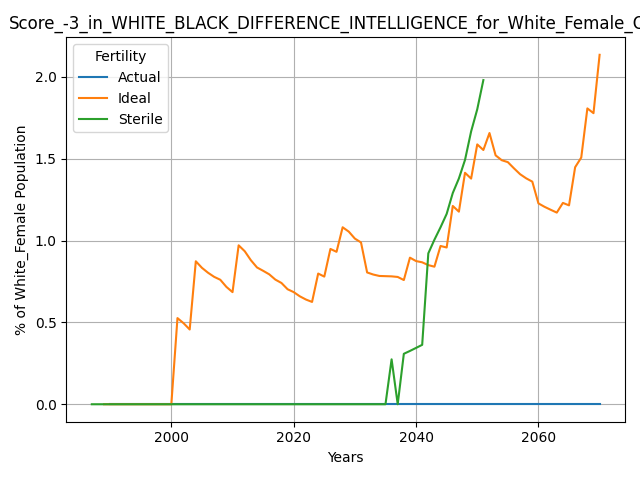 Score_-3_in_WHITE_BLACK_DIFFERENCE_INTELLIGENCE_for_White_Female_
Fertility
Actual
Ideal
Sterile
% of White_Female Population
2.0
1.5
1.0
0.5
0.0
2000 2020 2040 2060
Years